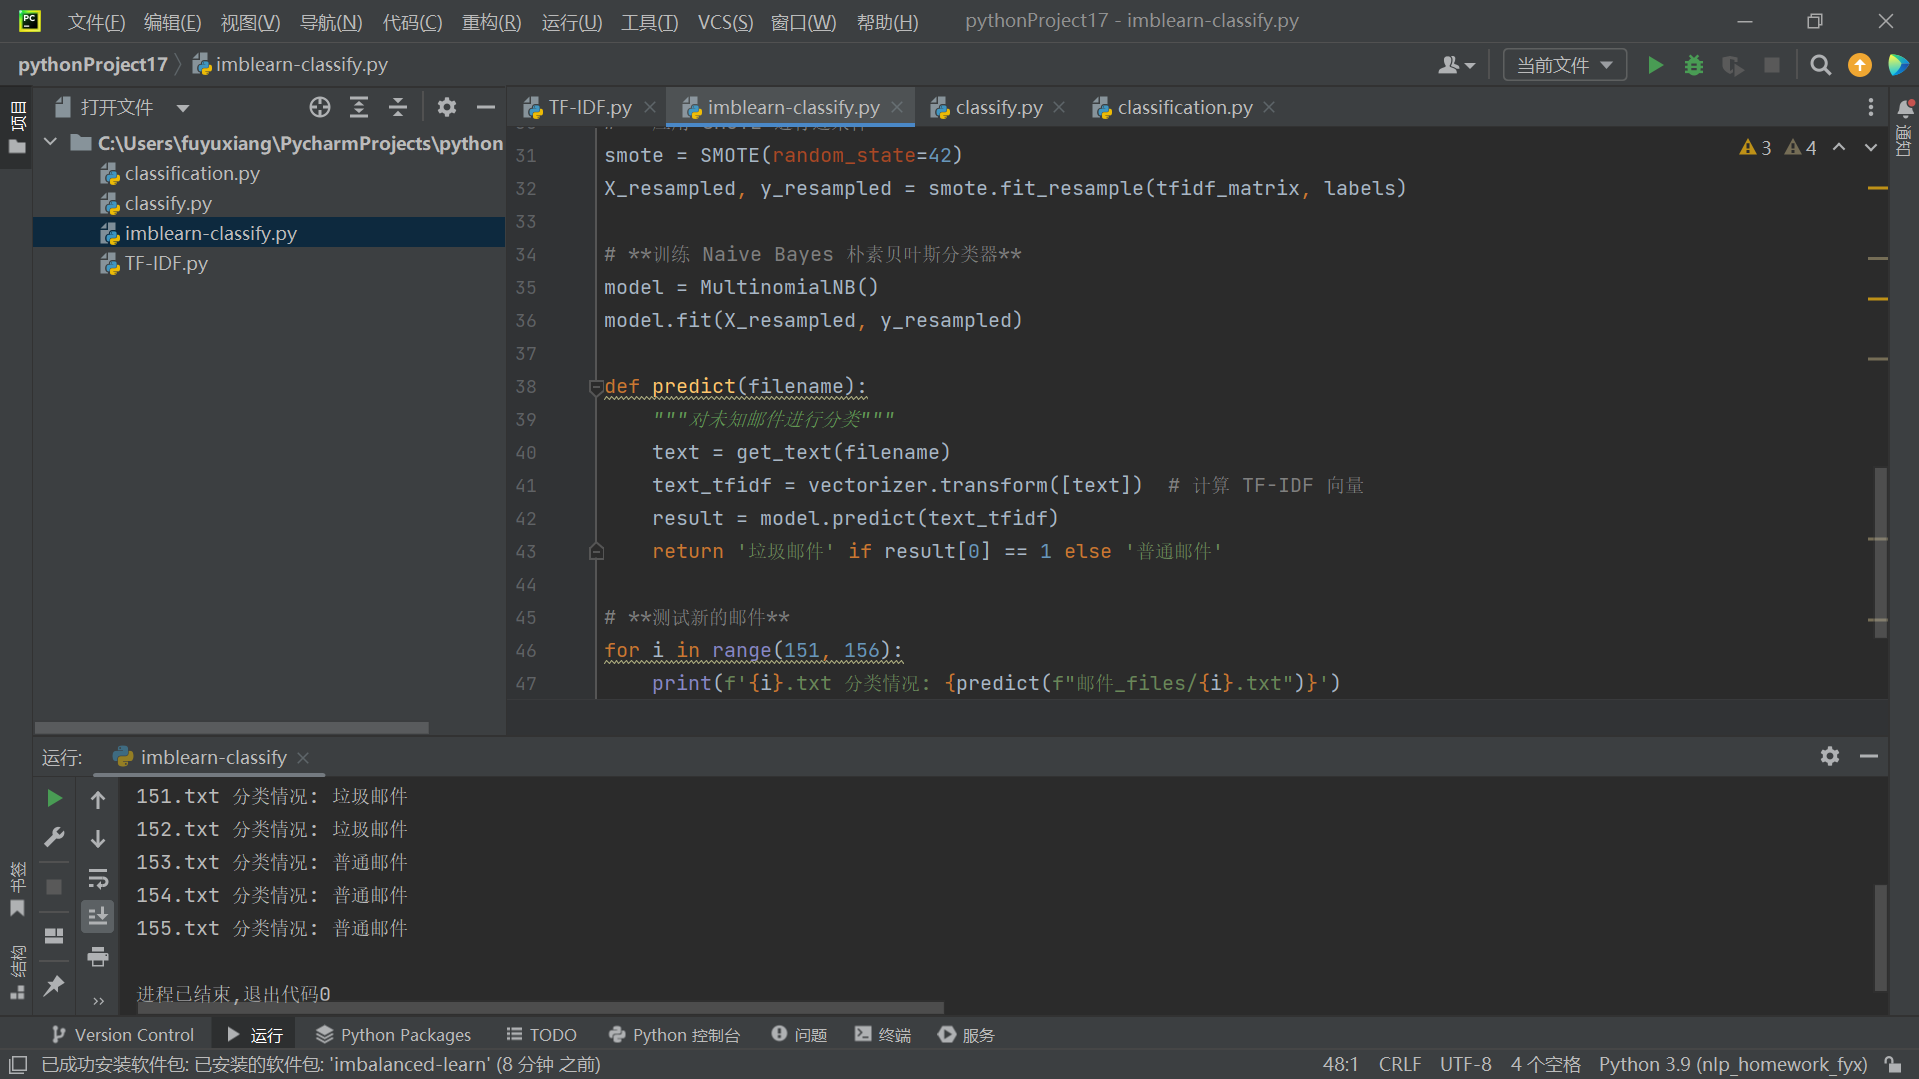 文件(F) 编辑(E) 视图(V) 导航(N) 代码(C) 重构(R) 运行(U) 工具(T) VCS(S) 窗口(W) 帮助(H) pythonProject17 - imblearn-classify.py
pythonProject17 imblearn-classify.py 当前文件
项目
打开文件
C:\Users\fuyuxiang\PycharmProjects\python
classification.py
classify.py
imblearn-classify.py
TF-IDF.py
TF-IDF.py imblearn-classify.py classify.py classification.py
通知
3 4
31 smote = SMOTE(random_state=42)
32 X_resampled, y_resampled = smote.fit_resample(tfidf_matrix, labels)
33
34 # **训练 Naive Bayes 朴素贝叶斯分类器**
35 model = MultinomialNB()
36 model.fit(X_resampled, y_resampled)
37
38 def predict(filename):
39 """对未知邮件进行分类"""
40 text = get_text(filename)
41 text_tfidf = vectorizer.transform([text]) # 计算 TF-IDF 向量
42 result = model.predict(text_tfidf)
43 return '垃圾邮件' if result[0] == 1 else '普通邮件'
44
45 # **测试新的邮件**
46 for i in range(151, 156):
47 print(f'{i}.txt 分类情况: {predict(f"邮件_files/{i}.txt")}')
运行: imblearn-classify
151.txt 分类情况: 垃圾邮件
152.txt 分类情况: 垃圾邮件
153.txt 分类情况: 普通邮件
154.txt 分类情况: 普通邮件
155.txt 分类情况: 普通邮件
进程已结束,退出代码0
书签
结构
Version Control 运行 Python Packages TODO Python 控制台 问题 终端 服务
已成功安装软件包: 已安装的软件包: 'imbalanced-learn' (8 分钟 之前) 48:1 CRLF UTF-8 4 个空格 Python 3.9 (nlp_homework_fyx)